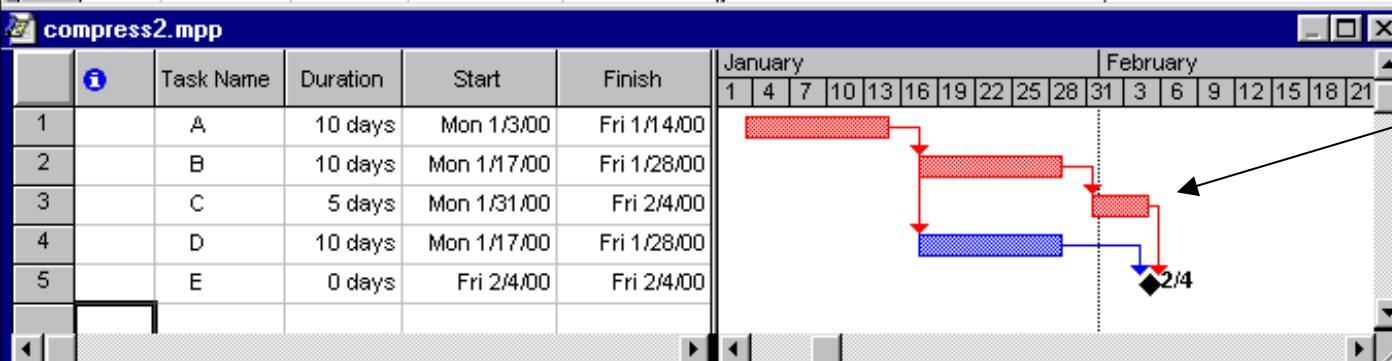 compress2.mpp
Task Name Duration Start Finish January February
1 4 7 10 13 16 19 22 25 28 31 3 6 9 12 15 18 21
1 A 10 days Mon 1/3/00 Fri 1/14/00
2 B 10 days Mon 1/17/00 Fri 1/28/00
3 C 5 days Mon 1/31/00 Fri 2/4/00
4 D 10 days Mon 1/17/00 Fri 1/28/00
5 E 0 days Fri 2/4/00 Fri 2/4/00 2/4